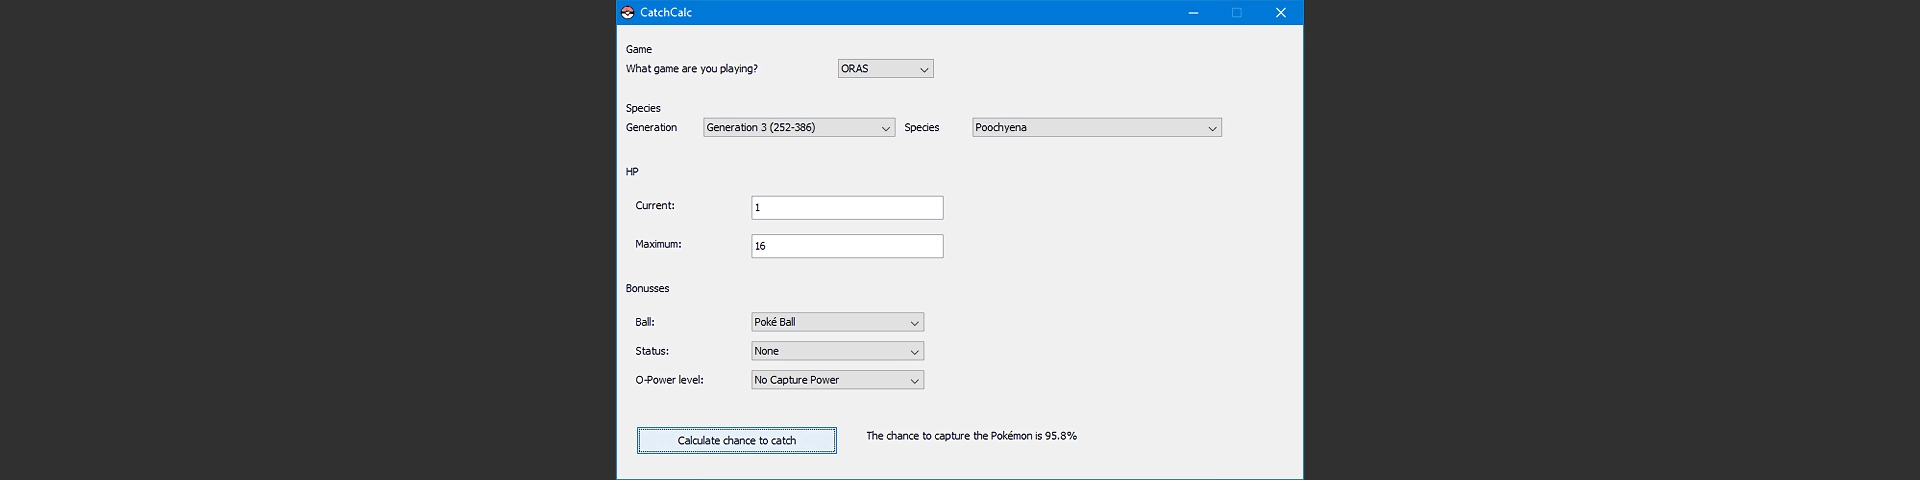 CatchCalc
Game
What game are you playing? ORAS
Species
Generation Generation 3 (252-386) Species Poochyena
HP
Current: 1
Maximum: 16
Bonusses
Ball: Poké Ball
Status: None
O-Power level: No Capture Power
Calculate chance to catch The chance to capture the Pokémon is 95.8%